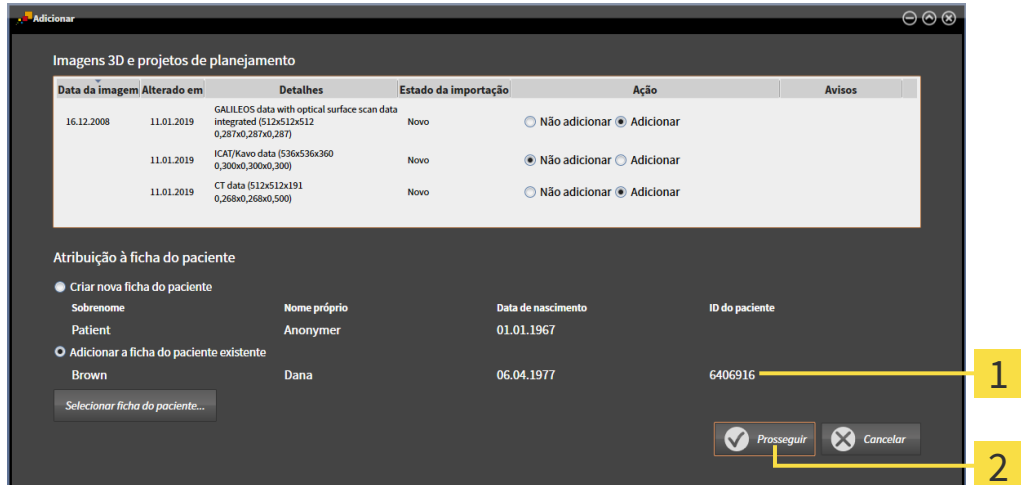 Adicionar
Imagens 3D e projetos de planejamento
Data da imagem Alterado em Detalhes Estado da importação Ação Avisos
GALILEOS data with optical surface scan data
16.12.2008 11.01.2019 integrated (512x512x512 Novo Não adicionar Adicionar
0,287x0,287x0,287)
11.01.2019 ICAT/Kavo data (536x536x360 Novo Não adicionar Adicionar
0,300x0,300x0,300)
11.01.2019 CT data (512x512x191 Novo Não adicionar Adicionar
0,268x0,268x0,500)
Atribuição à ficha do paciente
Criar nova ficha do paciente
Sobrenome Nome próprio Data de nascimento ID do paciente
Patient Anonymer 01.01.1967
Adicionar a ficha do paciente existente
Brown Dana 06.04.1977 6406916 1
Selecionar ficha do paciente...
Prosseguir Cancelar
2